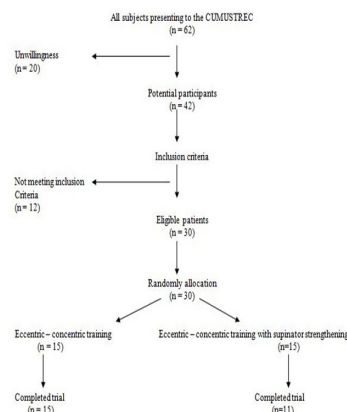 All subjects presenting to the CUMUSTREC
(n = 62)
Unwillingness
(n = 20)
Potential participants
(n = 42)
Inclusion criteria
Not meeting inclusion
Criteria
(n = 12)
Eligible patients
(n = 30)
Randomly allocation
(n = 30)
Eccentric – concentric training
(n = 15)
Eccentric – concentric training with supinator strengthening
(n=15)
Completed trial
(n = 15)
Completed trial
(n=11)